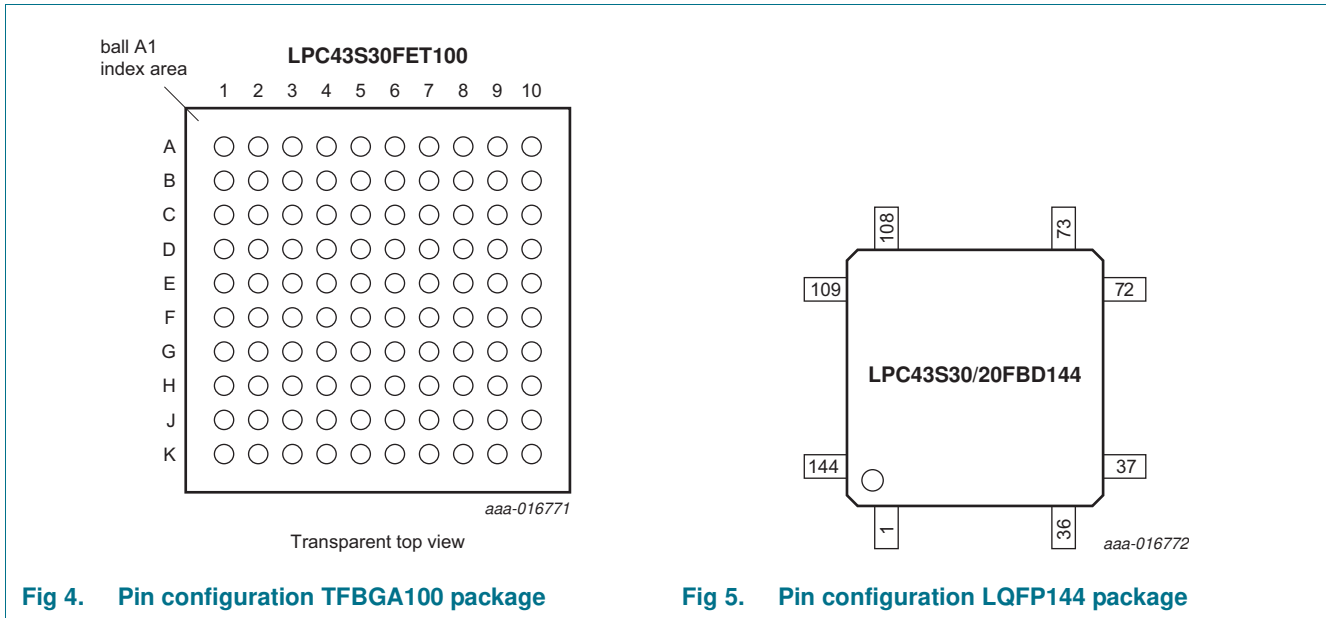 ball A1
index area
LPC43S30FET100
1 2 3 4 5 6 7 8 9 10
A
B
C
D
E
F
G
H
J
K
aaa-016771
Transparent top view
Fig 4. Pin configuration TFBGA100 package
108 73
109 72
LPC43S30/20FBD144
144 37
1 36
aaa-016772
Fig 5. Pin configuration LQFP144 package